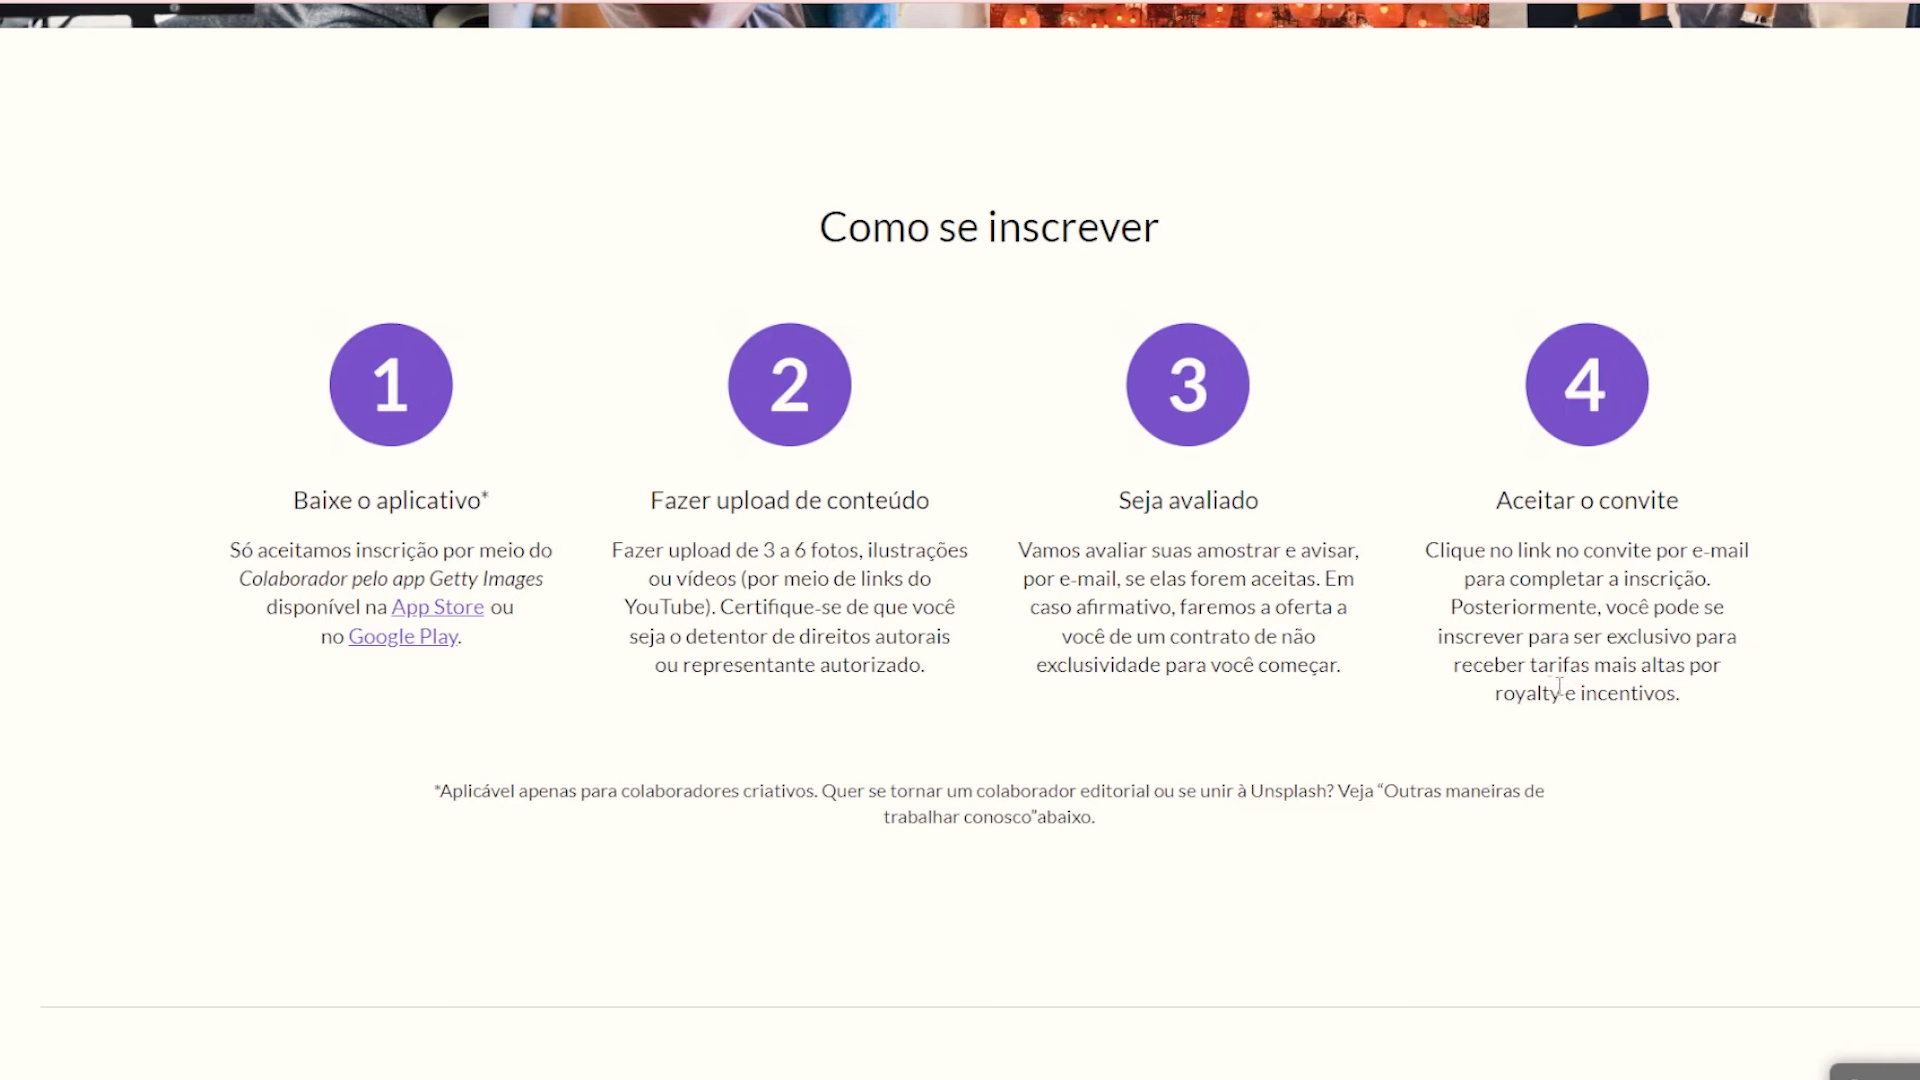 Como se inscrever
1
2
3
4
Baixe o aplicativo*
Só aceitamos inscrição por meio do
Colaborador pelo app Getty Images
disponível na App Store ou
no Google Play.
Fazer upload de conteúdo
Fazer upload de 3 a 6 fotos, ilustrações
ou vídeos (por meio de links do
YouTube). Certifique-se de que você
seja o detentor de direitos autorais
ou representante autorizado.
Seja avaliado
Vamos avaliar suas amostrar e avisar,
por e-mail, se elas forem aceitas. Em
caso afirmativo, faremos a oferta a
você de um contrato de não
exclusividade para você começar.
Aceitar o convite
Clique no link no convite por e-mail
para completar a inscrição.
Posteriormente, você pode se
inscrever para ser exclusivo para
receber tarifas mais altas por
royalty e incentivos.
*Aplicável apenas para colaboradores criativos. Quer se tornar um colaborador editorial ou se unir à Unsplash? Veja “Outras maneiras de
trabalhar conosco”abaixo.